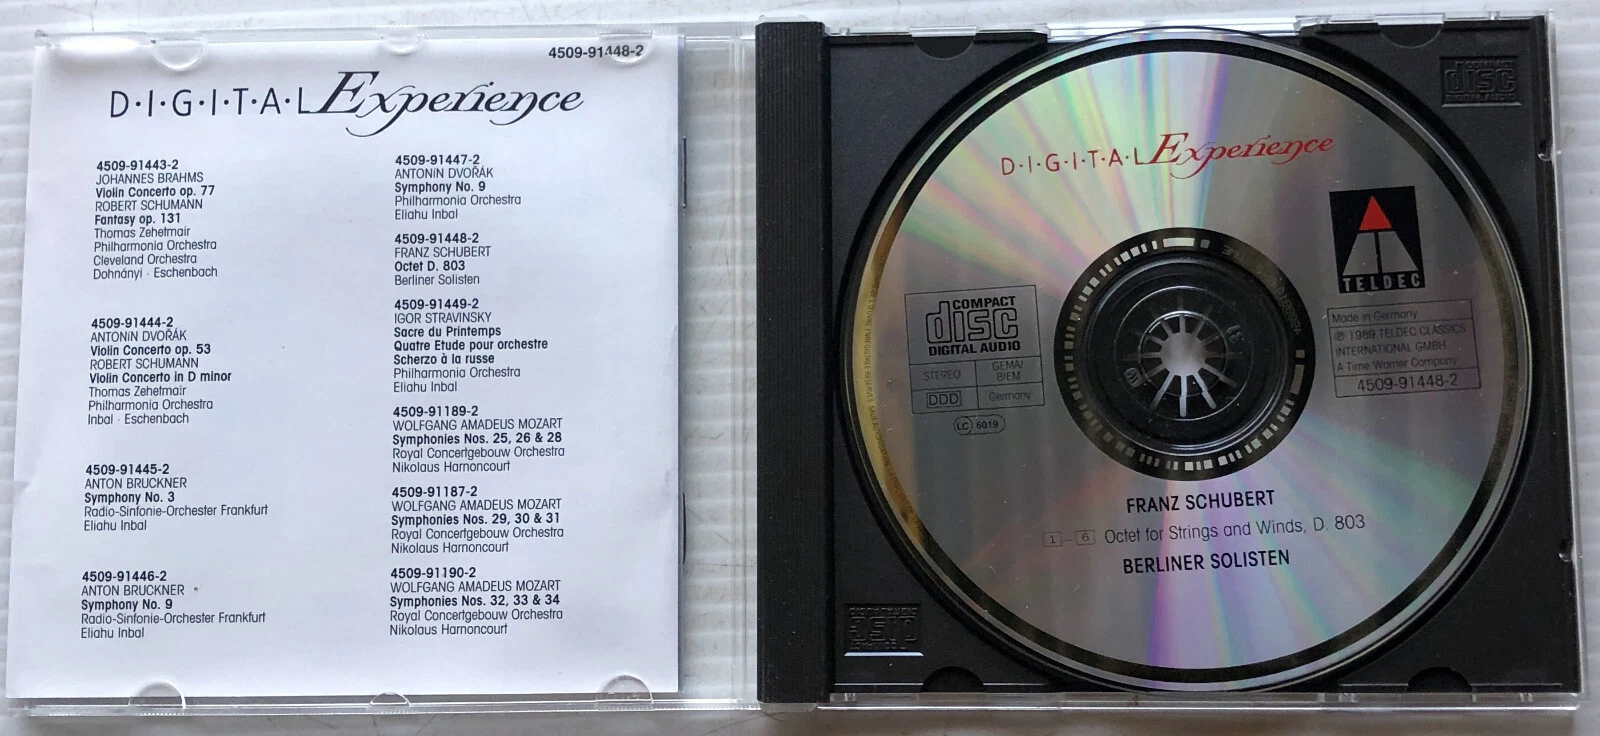 4509-91448-2
D·I·G·I·T·A·L Experience
4509-91443-2
JOHANNES BRAHMS
Violin Concerto op. 77
ROBERT SCHUMANN
Fantasy op. 131
Thomas Zehetmair
Philharmonia Orchestra
Cleveland Orchestra
Dohnányi · Eschenbach
4509-91444-2
ANTONíN DVOŘÁK
Violin Concerto op. 53
ROBERT SCHUMANN
Violin Concerto in D minor
Thomas Zehetmair
Philharmonia Orchestra
Inbal · Eschenbach
4509-91445-2
ANTON BRUCKNER
Symphony No. 3
Radio-Sinfonie-Orchester Frankfurt
Eliahu Inbal
4509-91446-2
ANTON BRUCKNER
Symphony No. 9
Radio-Sinfonie-Orchester Frankfurt
Eliahu Inbal
4509-91447-2
ANTONíN DVOŘÁK
Symphony No. 9
Philharmonia Orchestra
Eliahu Inbal
4509-91448-2
FRANZ SCHUBERT
Octet D. 803
Berliner Solisten
4509-91449-2
IGOR STRAVINSKY
Sacre du Printemps
Quatre Etude pour orchestre
Scherzo à la russe
Philharmonia Orchestra
Eliahu Inbal
4509-91189-2
WOLFGANG AMADEUS MOZART
Symphonies Nos. 25, 26 & 28
Royal Concertgebouw Orchestra
Nikolaus Harnoncourt
4509-91187-2
WOLFGANG AMADEUS MOZART
Symphonies Nos. 29, 30 & 31
Royal Concertgebouw Orchestra
Nikolaus Harnoncourt
4509-91190-2
WOLFGANG AMADEUS MOZART
Symphonies Nos. 32, 33 & 34
Royal Concertgebouw Orchestra
Nikolaus Harnoncourt
D·I·G·I·T·A·L Experience
TELDEC
COMPACT
disc
DIGITAL AUDIO
STEREO
GEMA/
BIEM
DDD
Germany
LC 6019
Made in Germany
℗ 1989 TELDEC CLASSICS
INTERNATIONAL GMBH
A Time Warner Company
4509-91448-2
FRANZ SCHUBERT
1 – 6 Octet for Strings and Winds, D. 803
BERLINER SOLISTEN
disc